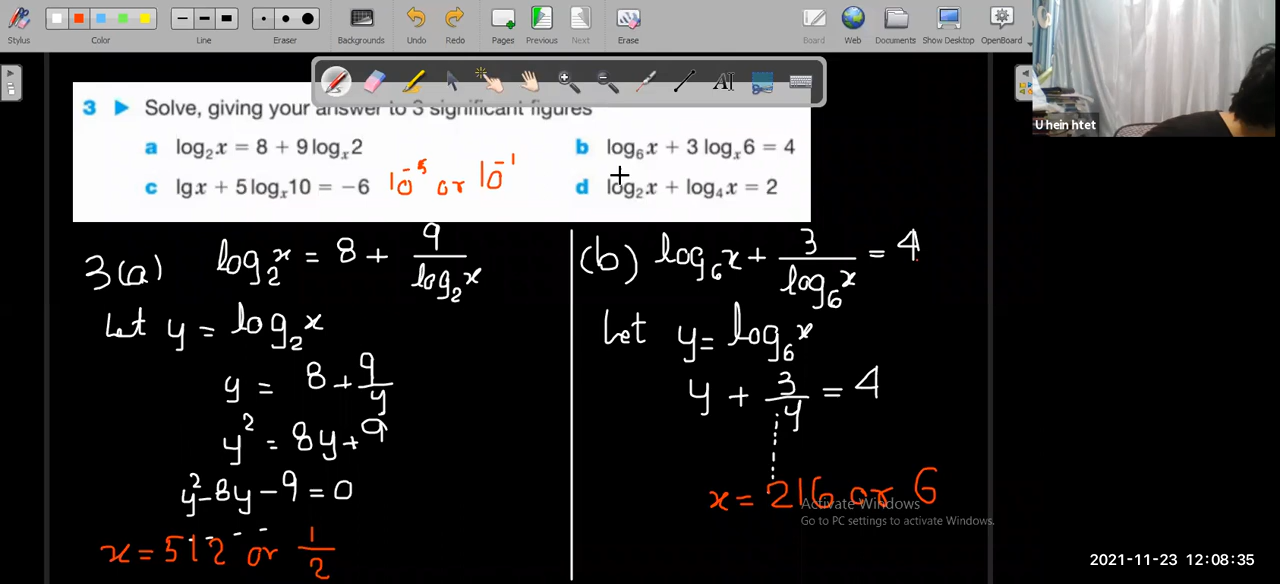 Stylus Color Line Eraser Backgrounds Undo Redo Pages Previous Next Erase Board Web Documents Show Desktop OpenBoard
3 ▶ Solve, giving your answer to 3 significant figures
a log₂x = 8 + 9 logₓ2 b log₆x + 3 logₓ6 = 4
c lgx + 5 logₓ10 = −6 10⁻⁵ or 10⁻¹ d log₂x + log₄x = 2
U hein htet
3(a) log₂x = 8 + 9/log₂x
Let y = log₂x
y = 8 + 9/y
y² = 8y + 9
y² - 8y - 9 = 0
x = 512 or 1/2
(b) log₆x + 3/log₆x = 4
Let y = log₆x
y + 3/y = 4
x = 216 or 6
Activate Windows
Go to PC settings to activate Windows.
2021-11-23 12:08:35